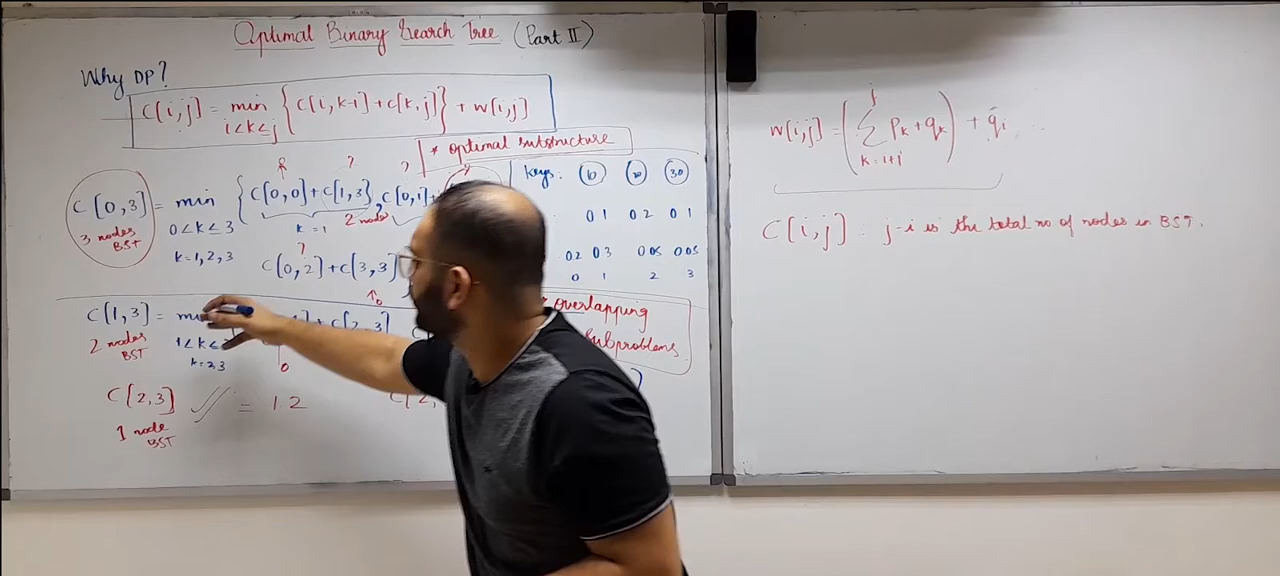 Optimal Binary Search Tree (Part II)
Why DP?
C[i,j] = min { C[i,k-1] + C[k,j] } + w[i,j]
i<k≤j
* optimal substructure
C[0,3] = min { C[0,0] + C[1,3] , C[0,1]+
3 nodes
BST
0<k≤3
k=1
2 nodes
k=1,2,3
C[0,2] + C[3,3]
C[1,3] =
2 nodes
BST
k=2,3
0
C[2,3] = 1.2
1 node
BST
keys: 10 30
0 1 0 2 0 1
0 2 0 3 0 05 0 05
0 1 2 3
* overlapping
subproblems
w[i,j] = ( j ∑ k=i+1 pk + qk ) + qi
C[i,j] : j-i is the total no of nodes in BST.